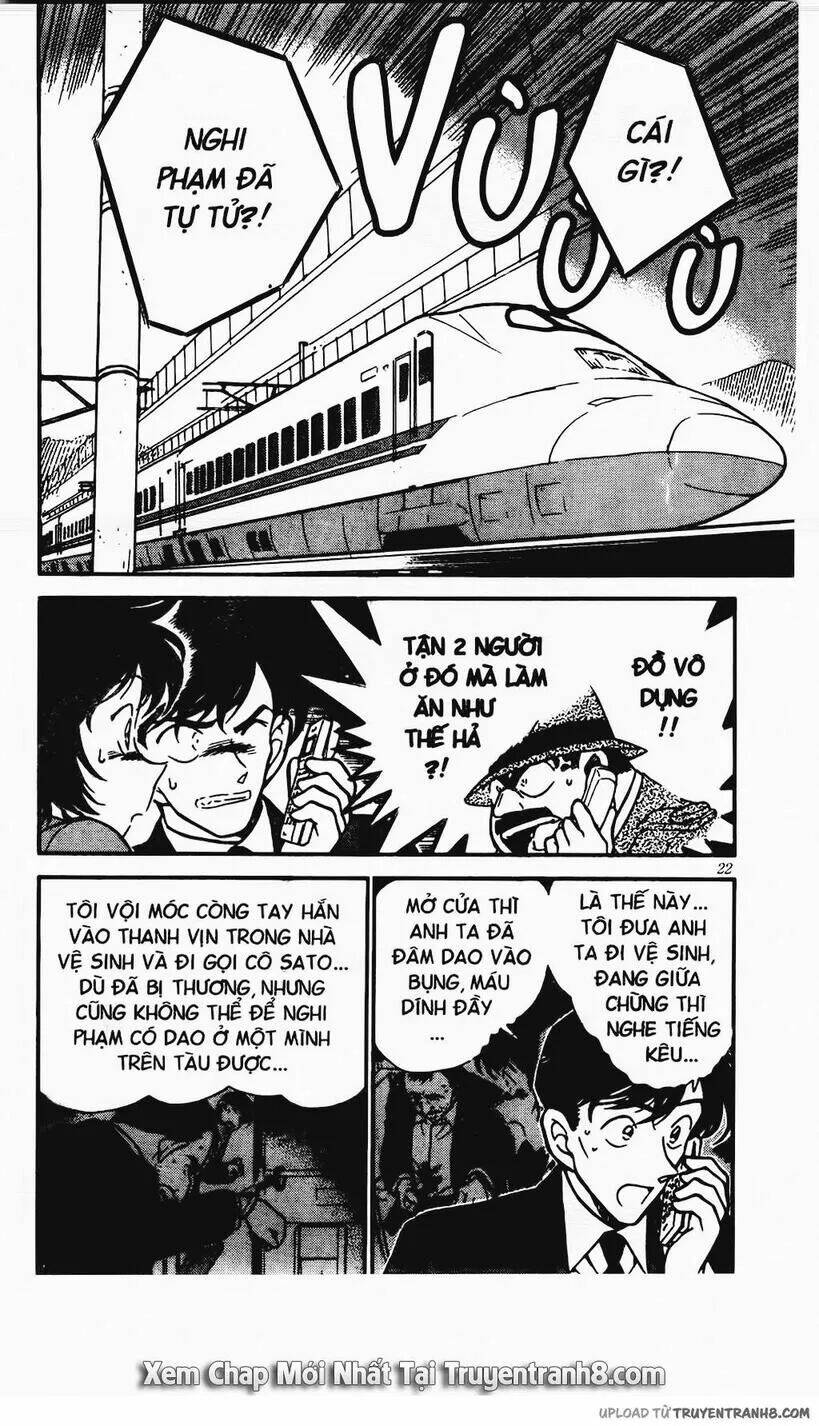 CÁI
GÌ?!
NGHI
PHẠM ĐÃ
TỰ TỬ?!
VÙ Ù Ù
ĐỒ VÔ
DỤNG
!!
TẬN 2 NGƯỜI
Ở ĐÓ MÀ LÀM
ĂN NHƯ
THẾ HẢ
?!
22
LÀ THẾ NÀY...
TÔI ĐƯA ANH
TA ĐI VỆ SINH,
ĐANG GIỮA
CHỪNG THÌ
NGHE TIẾNG
KÊU...
MỞ CỬA THÌ
ANH TA ĐÃ
ĐÂM DAO VÀO
BỤNG, MÁU
DÍNH ĐẦY
...
TÔI VỘI MÓC CÒNG TAY HẮN
VÀO THANH VỊN TRONG NHÀ
VỆ SINH VÀ ĐI GỌI CÔ SATO...
DÙ ĐÃ BỊ THƯƠNG, NHƯNG
CŨNG KHÔNG THỂ ĐỂ NGHI
PHẠM CÓ DAO Ở MỘT MÌNH
TRÊN TÀU ĐƯỢC...
Xem Chap Mới Nhất Tại Truyentranh8.com
UPLOAD TỪ TRUYENTRANH8.COM